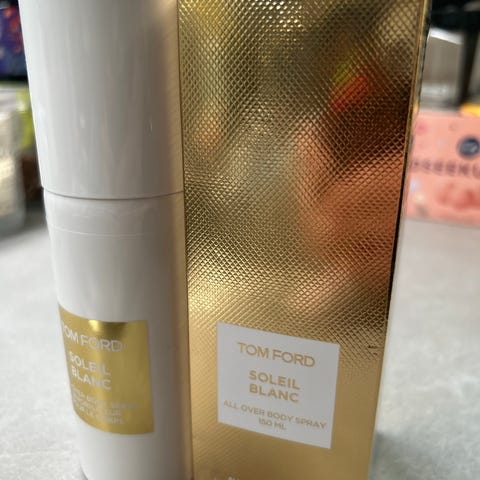 TOM FORD
SOLEIL
BLANC
TOM FORD
SOLEIL
BLANC
ALL OVER BODY SPRAY
150 ML